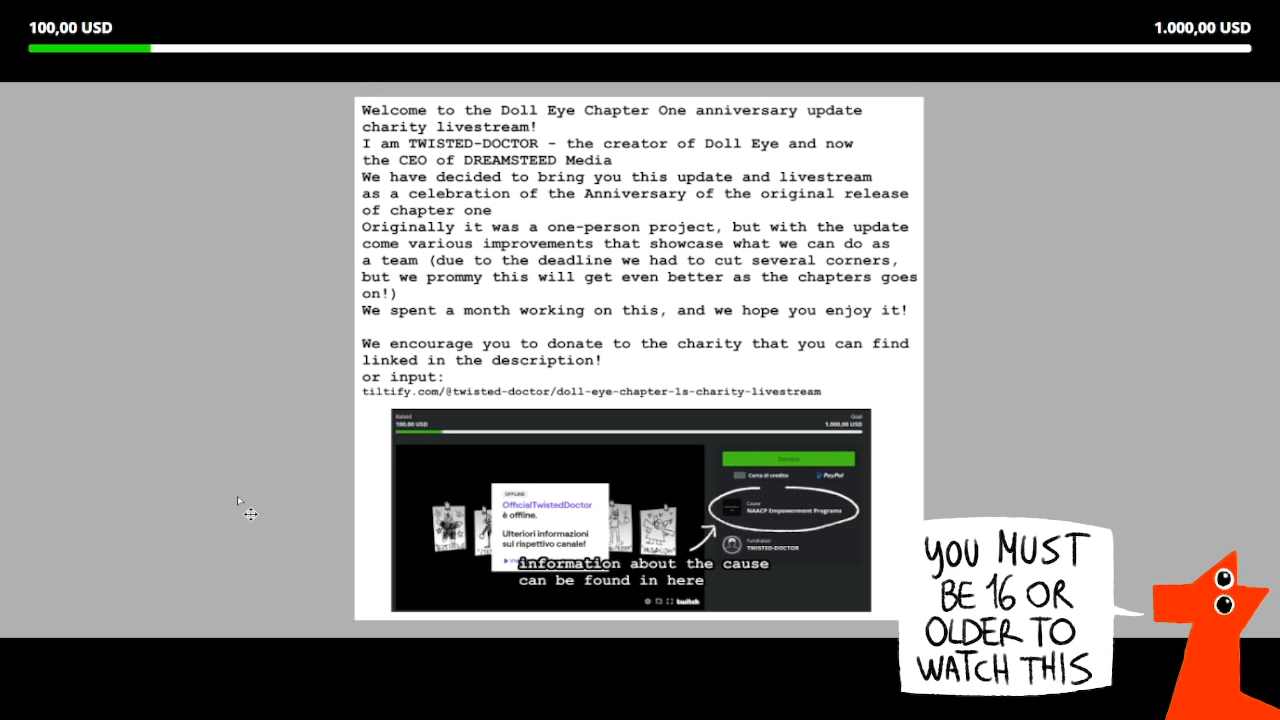 100,00 USD
1.000,00 USD
Welcome to the Doll Eye Chapter One anniversary update
charity livestream!
I am TWISTED-DOCTOR - the creator of Doll Eye and now
the CEO of DREAMSTEED Media
We have decided to bring you this update and livestream
as a celebration of the Anniversary of the original release
of chapter one
Originally it was a one-person project, but with the update
come various improvements that showcase what we can do as
a team (due to the deadline we had to cut several corners,
but we prommy this will get even better as the chapters goes
on!)
We spent a month working on this, and we hope you enjoy it!
We encourage you to donate to the charity that you can find
linked in the description!
or input:
tiltify.com/@twisted-doctor/doll-eye-chapter-1s-charity-livestream
Raised
100,00 USD
Goal
1.000,00 USD
OFFLINE
OfficialTwistedDoctor
è offline.
Ulteriori informazioni
sul rispettivo canale!
Carta di credito
PayPal
Cause
NAACP Empowerment Programs
Fundraiser
TWISTED-DOCTOR
information about the cause
can be found in here
twitch
YOU MUST
BE 16 OR
OLDER TO
WATCH THIS